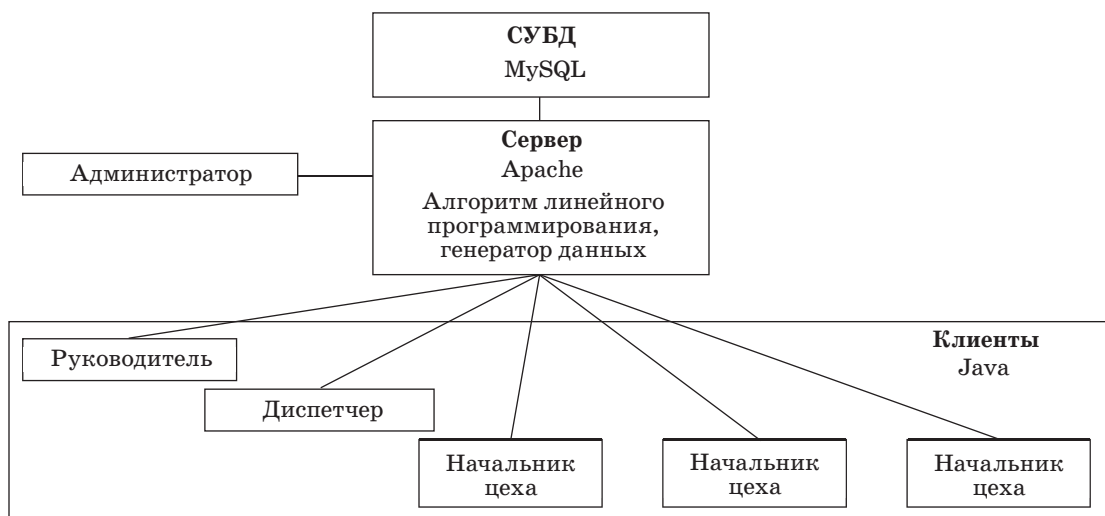 СУБД
MySQL
Сервер
Apache
Алгоритм линейного
программирования,
генератор данных
Администратор
Клиенты
Java
Руководитель
Диспетчер
Начальник
цеха
Начальник
цеха
Начальник
цеха